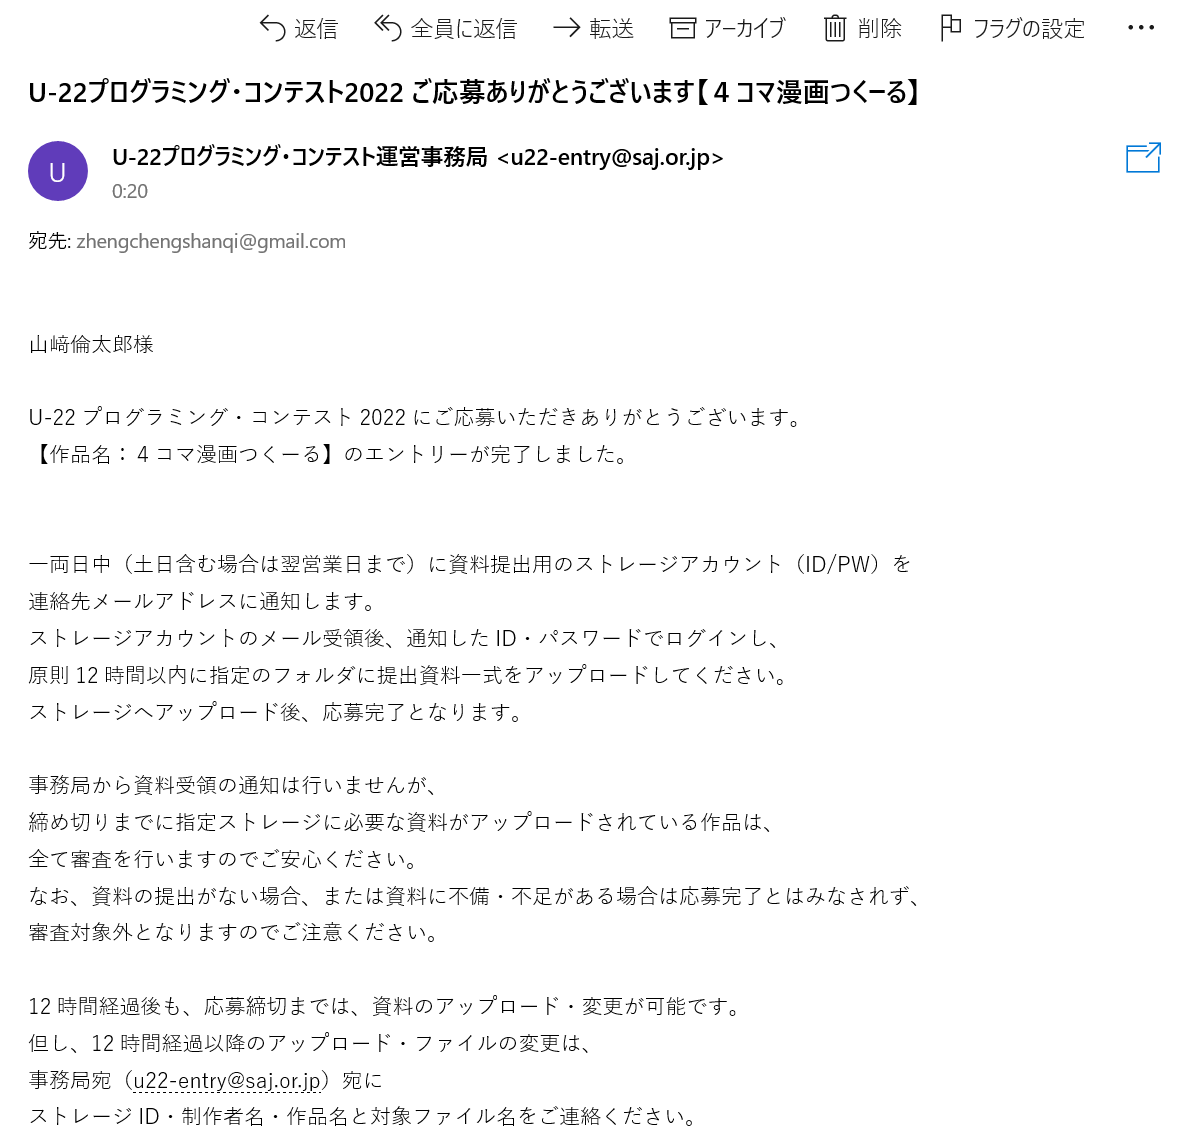 返信 全員に返信 転送 アーカイブ 削除 フラグの設定 …
U-22プログラミング・コンテスト2022 ご応募ありがとうございます【４コマ漫画つくーる】
U U-22プログラミング・コンテスト運営事務局 <u22-entry@saj.or.jp>
0:20
宛先: zhengchengshanqi@gmail.com
山﨑倫太郎様
U-22 プログラミング・コンテスト 2022 にご応募いただきありがとうございます。
【作品名：４コマ漫画つくーる】のエントリーが完了しました。
一両日中（土日含む場合は翌営業日まで）に資料提出用のストレージアカウント（ID/PW）を
連絡先メールアドレスに通知します。
ストレージアカウントのメール受領後、通知した ID・パスワードでログインし、
原則 12 時間以内に指定のフォルダに提出資料一式をアップロードしてください。
ストレージへアップロード後、応募完了となります。
事務局から資料受領の通知は行いませんが、
締め切りまでに指定ストレージに必要な資料がアップロードされている作品は、
全て審査を行いますのでご安心ください。
なお、資料の提出がない場合、または資料に不備・不足がある場合は応募完了とはみなされず、
審査対象外となりますのでご注意ください。
12 時間経過後も、応募締切までは、資料のアップロード・変更が可能です。
但し、12 時間経過以降のアップロード・ファイルの変更は、
事務局宛（u22-entry@saj.or.jp）宛に
ストレージ ID・制作者名・作品名と対象ファイル名をご連絡ください。